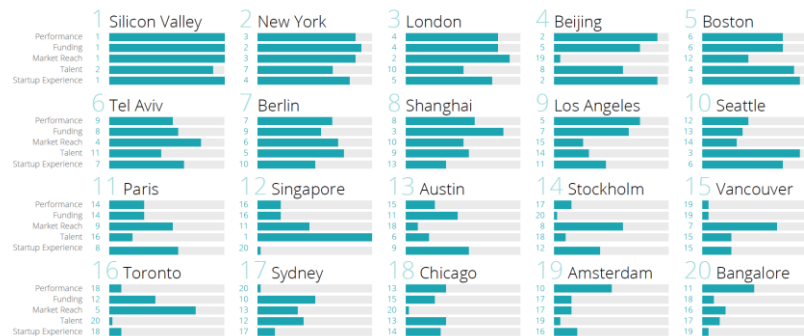 1 Silicon Valley 2 New York 3 London 4 Beijing 5 Boston
Performance 1 3 4 2 6
Funding 1 2 4 5 6
Market Reach 1 3 2 19 12
Talent 2 7 10 8 4
Startup Experience 1 4 5 2 3
6 Tel Aviv 7 Berlin 8 Shanghai 9 Los Angeles 10 Seattle
Performance 9 7 8 5 12
Funding 8 9 3 7 13
Market Reach 4 6 10 15 14
Talent 11 5 9 14 3
Startup Experience 7 10 13 11 6
11 Paris 12 Singapore 13 Austin 14 Stockholm 15 Vancouver
Performance 14 16 15 17 19
Funding 14 16 11 20 19
Market Reach 9 11 18 8 7
Talent 16 1 6 18 15
Startup Experience 8 20 9 12 15
16 Toronto 17 Sydney 18 Chicago 19 Amsterdam 20 Bangalore
Performance 18 20 13 10 11
Funding 12 10 15 17 18
Market Reach 5 13 20 17 16
Talent 20 12 13 19 17
Startup Experience 18 17 14 16